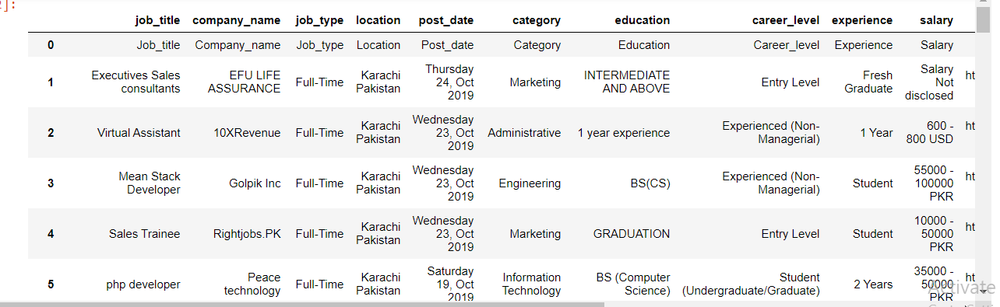 2]:
job_title company_name job_type location post_date category education career_level experience salary
0 Job_title Company_name Job_type Location Post_date Category Education Career_level Experience Salary
1 Executives Sales consultants EFU LIFE ASSURANCE Full-Time Karachi Pakistan Thursday 24, Oct 2019 Marketing INTERMEDIATE AND ABOVE Entry Level Fresh Graduate Salary Not disclosed ht
2 Virtual Assistant 10XRevenue Full-Time Karachi Pakistan Wednesday 23, Oct 2019 Administrative 1 year experience Experienced (Non-Managerial) 1 Year 600 - 800 USD ht
3 Mean Stack Developer Golpik Inc Full-Time Karachi Pakistan Wednesday 23, Oct 2019 Engineering BS(CS) Experienced (Non-Managerial) Student 55000 - 100000 PKR ht
4 Sales Trainee Rightjobs.PK Full-Time Karachi Pakistan Wednesday 23, Oct 2019 Marketing GRADUATION Entry Level Student 10000 - 50000 PKR ht
5 php developer Peace technology Full-Time Karachi Pakistan Saturday 19, Oct 2019 Information Technology BS (Computer Science) Student (Undergraduate/Graduate) 2 Years 35000 - 50000 PKR ht
Activate